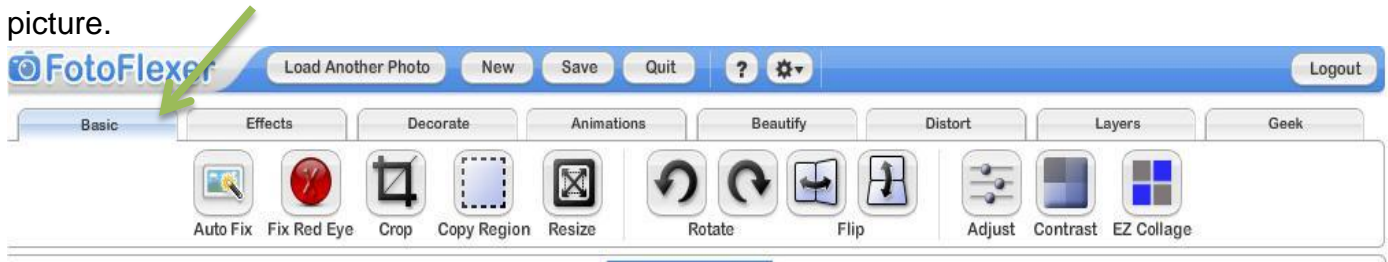 picture.
FotoFlexer Load Another Photo New Save Quit ? Logout
Basic Effects Decorate Animations Beautify Distort Layers Geek
Auto Fix Fix Red Eye Crop Copy Region Resize Rotate Flip Adjust Contrast EZ Collage